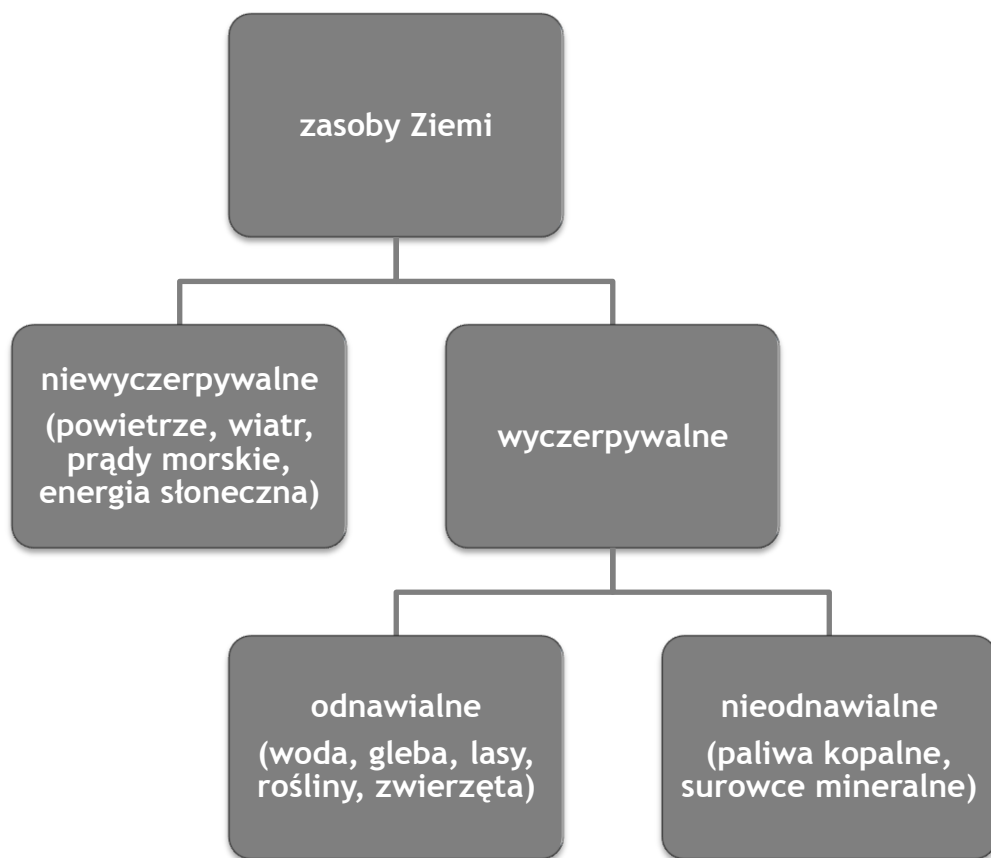 zasoby Ziemi
niewyczerpywalne
(powietrze, wiatr,
prądy morskie,
energia słoneczna)
wyczerpywalne
odnawialne
(woda, gleba, lasy,
rośliny, zwierzęta)
nieodnawialne
(paliwa kopalne,
surowce mineralne)